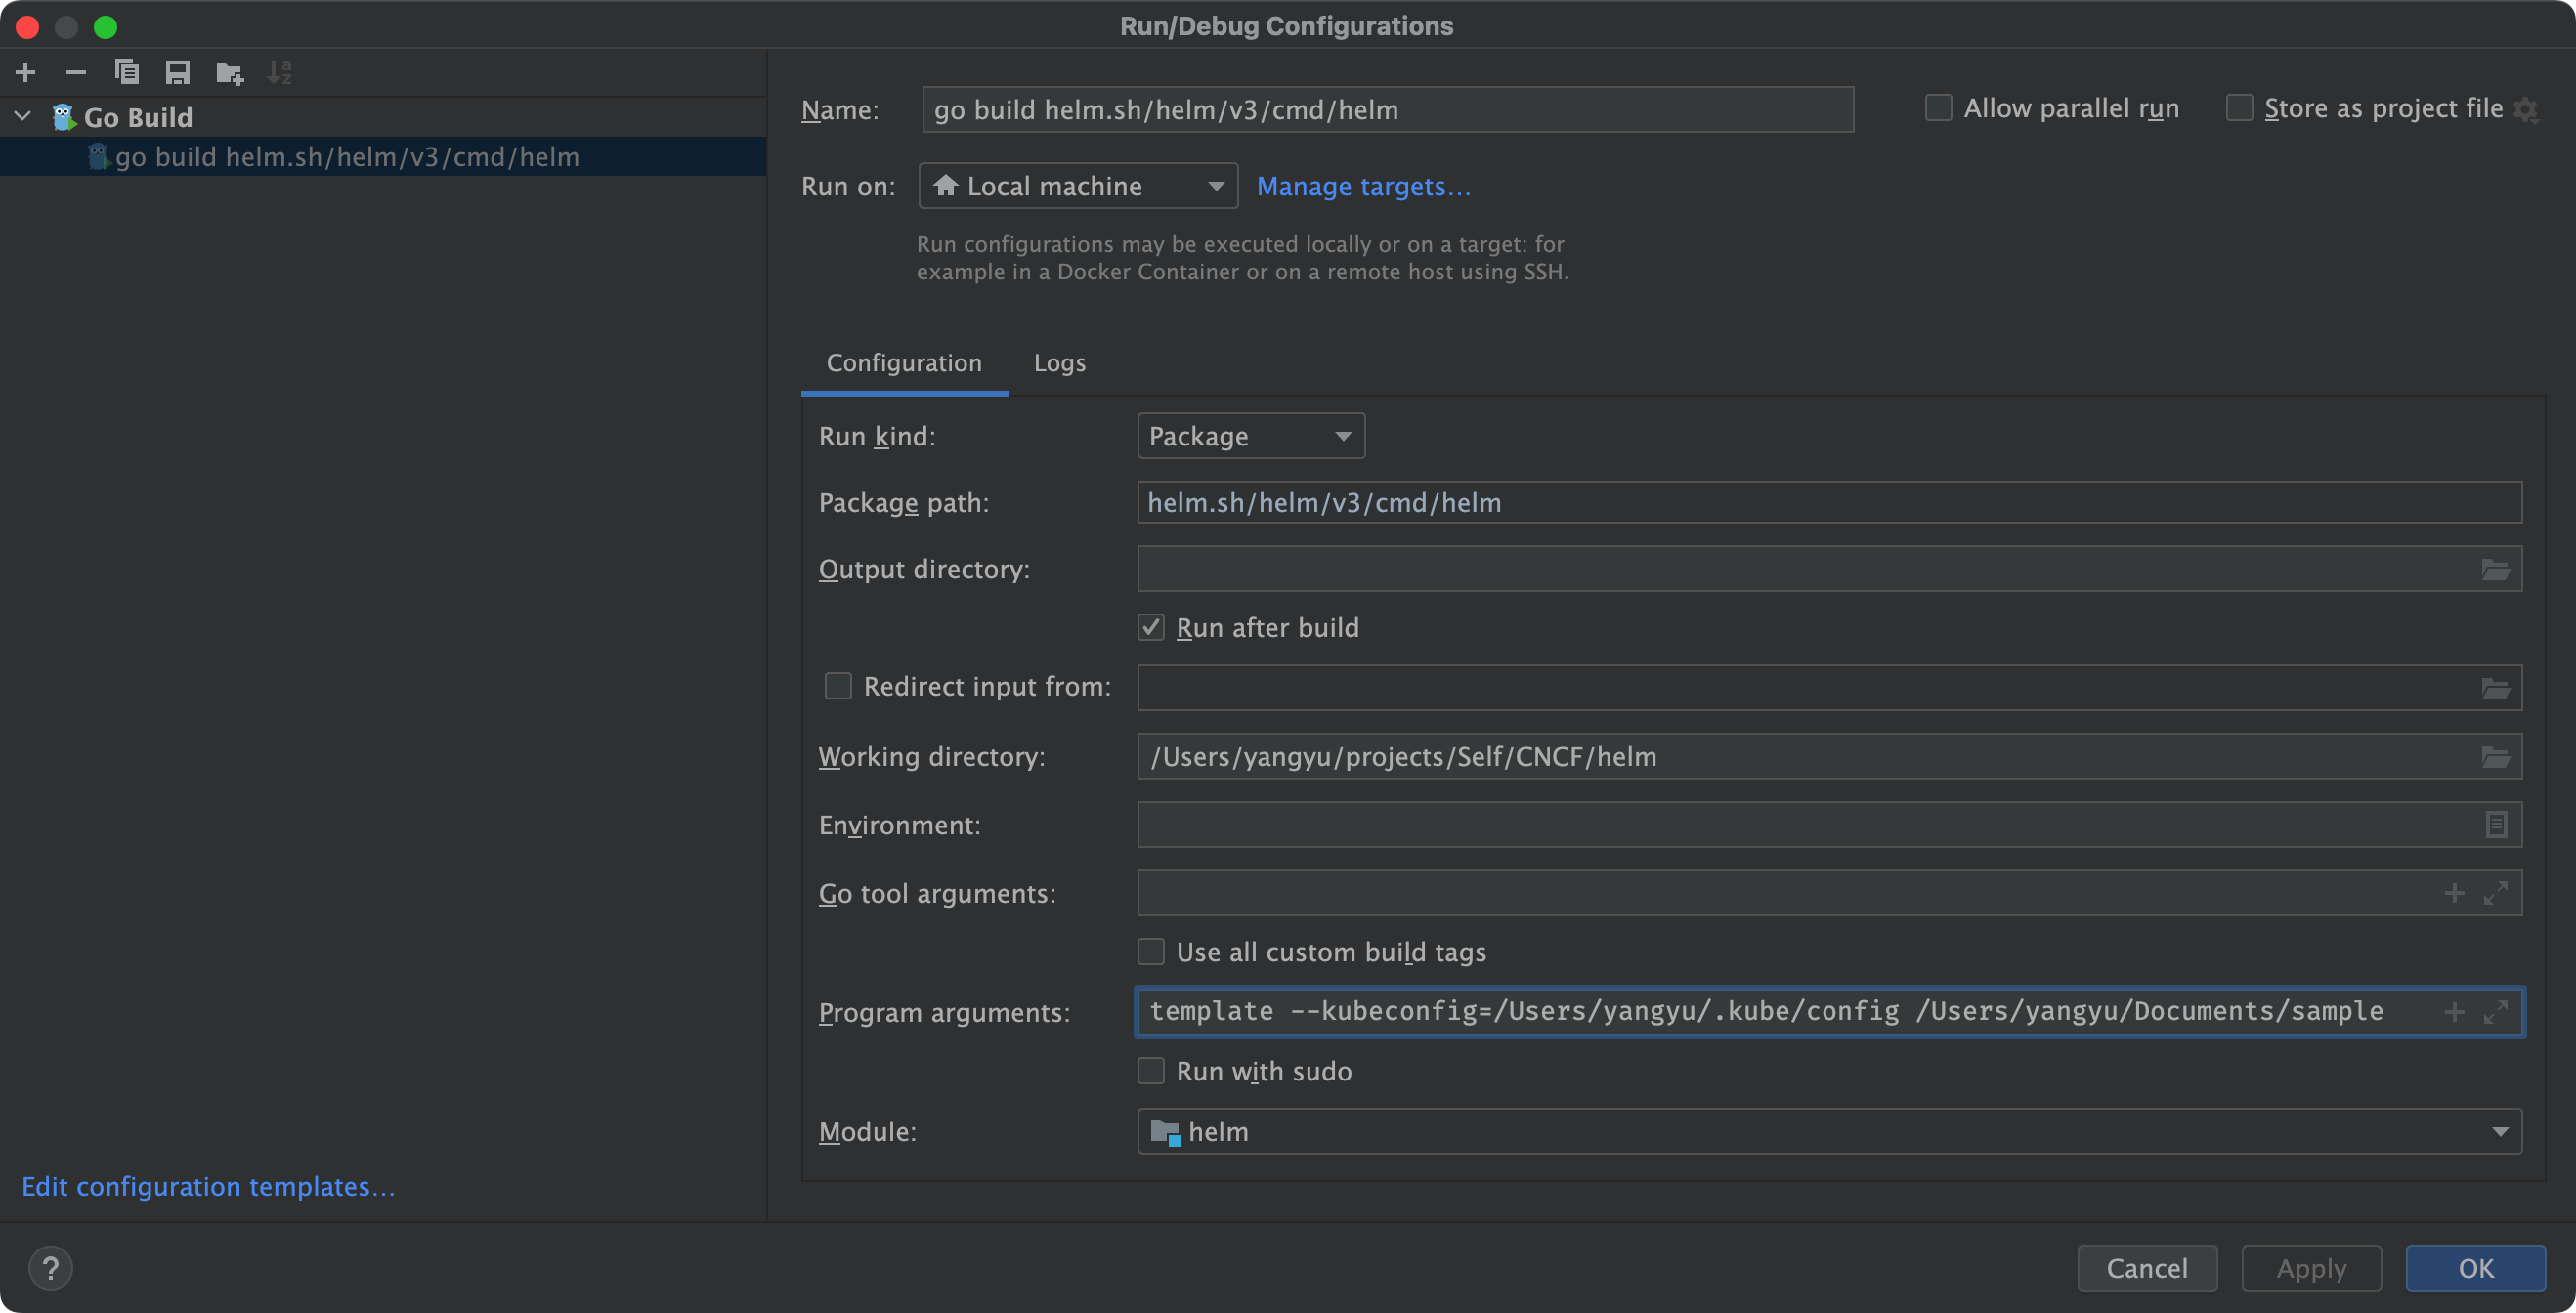 Run/Debug Configurations
Go Build
go build helm.sh/helm/v3/cmd/helm
Edit configuration templates...
Name: go build helm.sh/helm/v3/cmd/helm Allow parallel run Store as project file
Run on: Local machine Manage targets...
Run configurations may be executed locally or on a target: for
example in a Docker Container or on a remote host using SSH.
Configuration Logs
Run kind: Package
Package path: helm.sh/helm/v3/cmd/helm
Output directory:
Run after build
Redirect input from:
Working directory: /Users/yangyu/projects/Self/CNCF/helm
Environment:
Go tool arguments:
Use all custom build tags
Program arguments: template --kubeconfig=/Users/yangyu/.kube/config /Users/yangyu/Documents/sample
Run with sudo
Module: helm
? Cancel Apply OK